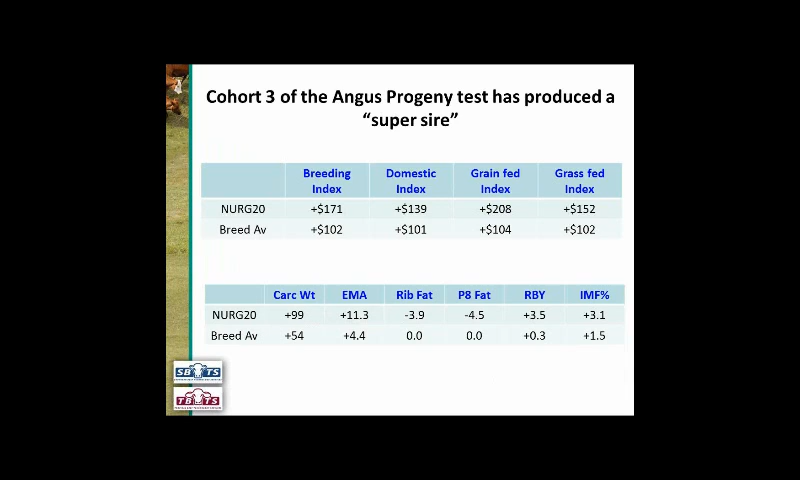 Cohort 3 of the Angus Progeny test has produced a
“super sire”
Breeding Index Domestic Index Grain fed Index Grass fed Index
NURG20 +$171 +$139 +$208 +$152
Breed Av +$102 +$101 +$104 +$102
Carc Wt EMA Rib Fat P8 Fat RBY IMF%
NURG20 +99 +11.3 -3.9 -4.5 +3.5 +3.1
Breed Av +54 +4.4 0.0 0.0 +0.3 +1.5
SBTS
TBTS